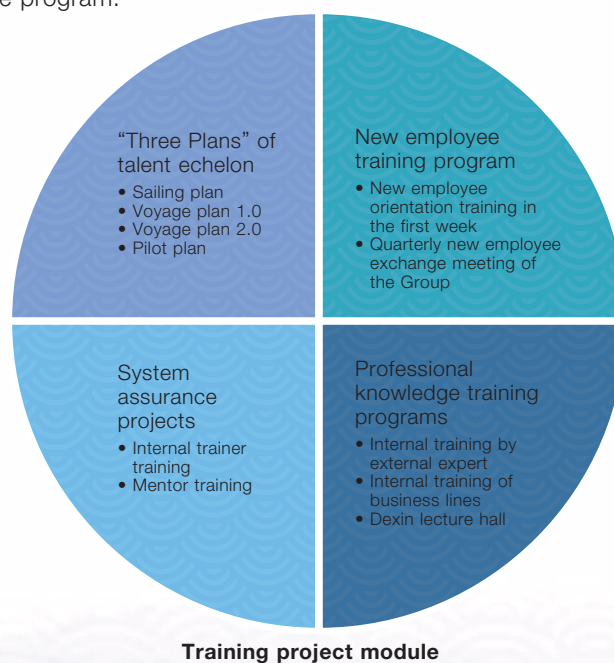 e program.
“Three Plans” of
talent echelon
• Sailing plan
• Voyage plan 1.0
• Voyage plan 2.0
• Pilot plan
New employee
training program
• New employee
orientation training in
the first week
• Quarterly new employee
exchange meeting of
the Group
System
assurance
projects
• Internal trainer
training
• Mentor training
Professional
knowledge training
programs
• Internal training by
external expert
• Internal training of
business lines
• Dexin lecture hall
Training project module